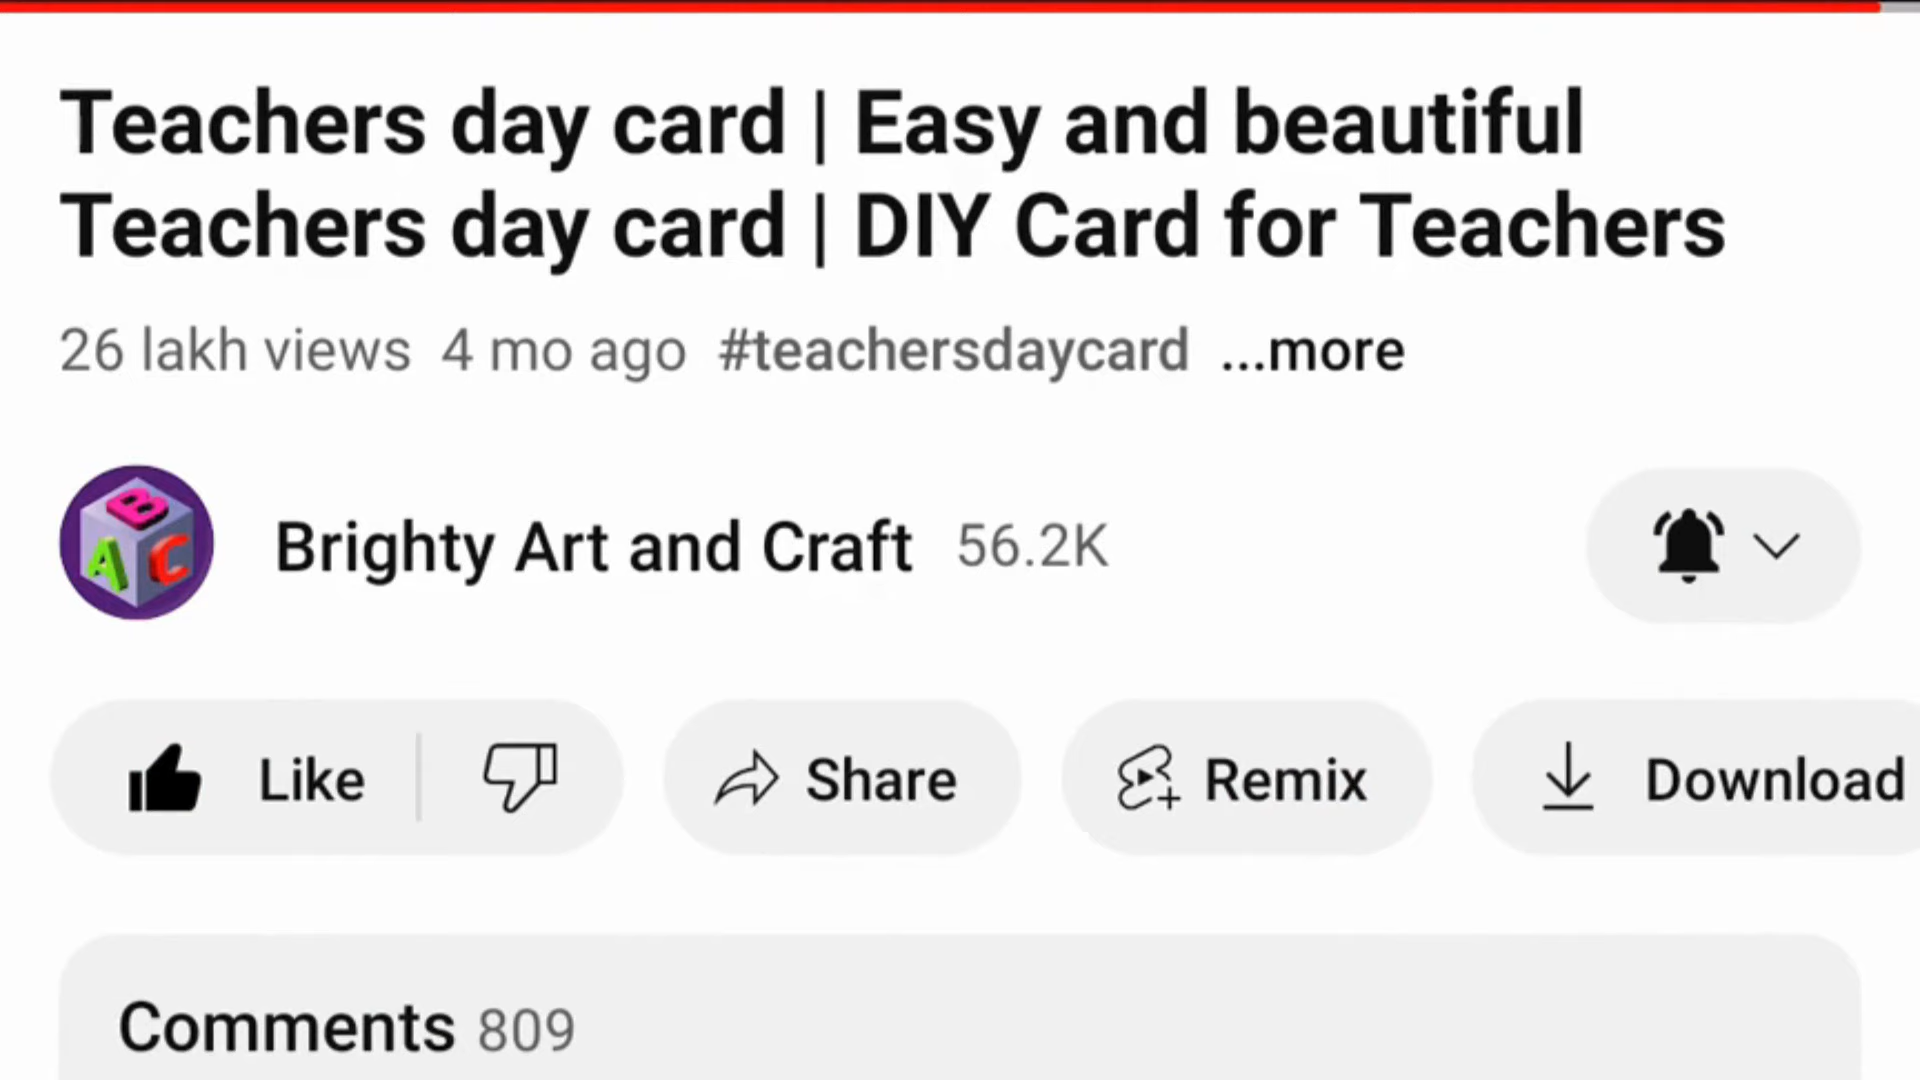 Teachers day card | Easy and beautiful
Teachers day card | DIY Card for Teachers
26 lakh views 4 mo ago #teachersdaycard ...more
B
A C
Brighty Art and Craft 56.2K
Like Share Remix Download
Comments 809